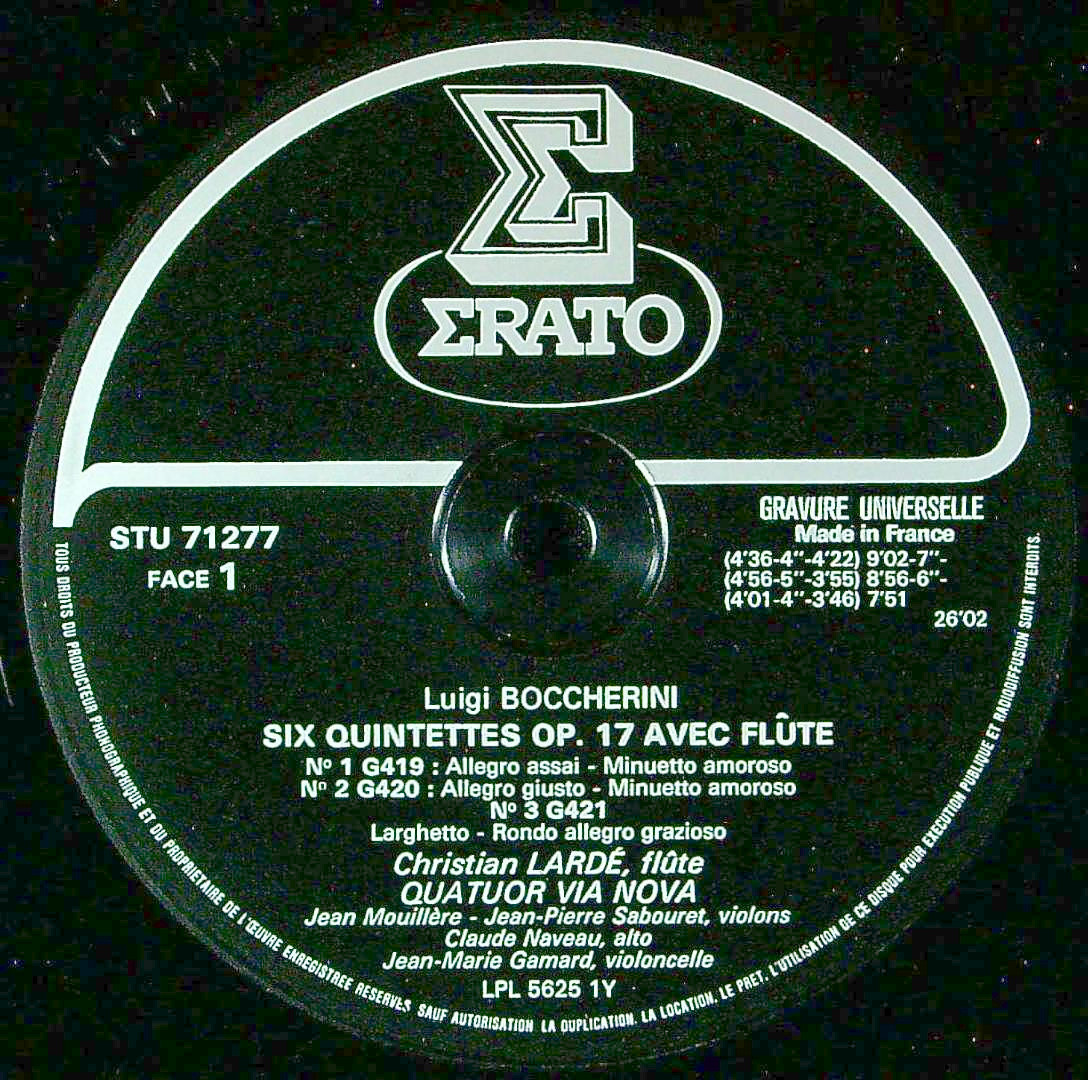 Σ
ΣRATO
STU 71277
FACE 1
GRAVURE UNIVERSELLE
Made in France
(4'36-4"-4'22) 9'02-7"-
(4'56-5"-3'55) 8'56-6"-
(4'01-4"-3'46) 7'51
26'02
Luigi BOCCHERINI
SIX QUINTETTES OP. 17 AVEC FLÛTE
Nº 1 G419 : Allegro assai - Minuetto amoroso
Nº 2 G420 : Allegro giusto - Minuetto amoroso
Nº 3 G421
Larghetto - Rondo allegro grazioso
Christian LARDÉ, flûte
QUATUOR VIA NOVA
Jean Mouillère - Jean-Pierre Sabouret, violons
Claude Naveau, alto
Jean-Marie Gamard, violoncelle
LPL 5625 1Y
TOUS DROITS DU PRODUCTEUR PHONOGRAPHIQUE ET DU PROPRIETAIRE DE L'ŒUVRE ENREGISTREE RESERVES SAUF AUTORISATION LA DUPLICATION, LA LOCATION, LE PRET, L'UTILISATION DE CE DISQUE POUR EXECUTION PUBLIQUE ET RADIODIFFUSION SONT INTERDITS.